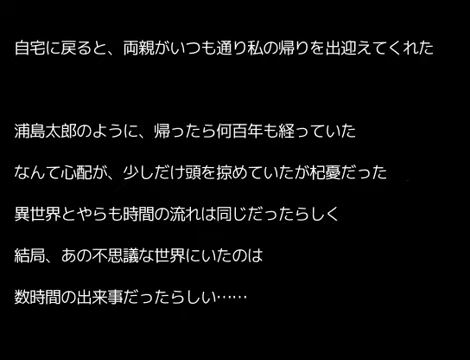 自宅に戻ると、両親がいつも通り私の帰りを出迎えてくれた
浦島太郎のように、帰ったら何百年も経っていた
なんて心配が、少しだけ頭を掠めていたが杞憂だった
異世界とやらも時間の流れは同じだったらしく
結局、あの不思議な世界にいたのは
数時間の出来事だったらしい……